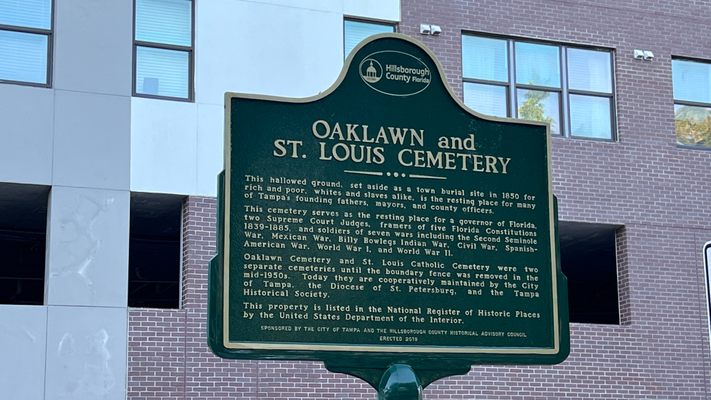 Hillsborough
County Florida
OAKLAWN and
ST. LOUIS CEMETERY
This hallowed ground, set aside as a town burial site in 1850 for
rich and poor, whites and slaves alike, is the resting place for many
of Tampa's founding fathers, mayors, and county officers.
This cemetery serves as the resting place for a governor of Florida,
two Supreme Court Judges, framers of five Florida Constitutions
1839-1885, and soldiers of seven wars including the Second Seminole
War, Mexican War, Billy Bowlegs Indian War, Civil War, Spanish-
American War, World War I, and World War II.
Oaklawn Cemetery and St. Louis Catholic Cemetery were two
separate cemeteries until the boundary fence was removed in the
mid-1950s. Today they are cooperatively maintained by the City
of Tampa, the Diocese of St. Petersburg, and the Tampa
Historical Society.
This property is listed in the National Register of Historic Places
by the United States Department of the Interior.
SPONSORED BY THE CITY OF TAMPA AND THE HILLSBOROUGH COUNTY HISTORICAL ADVISORY COUNCIL
ERECTED 2018